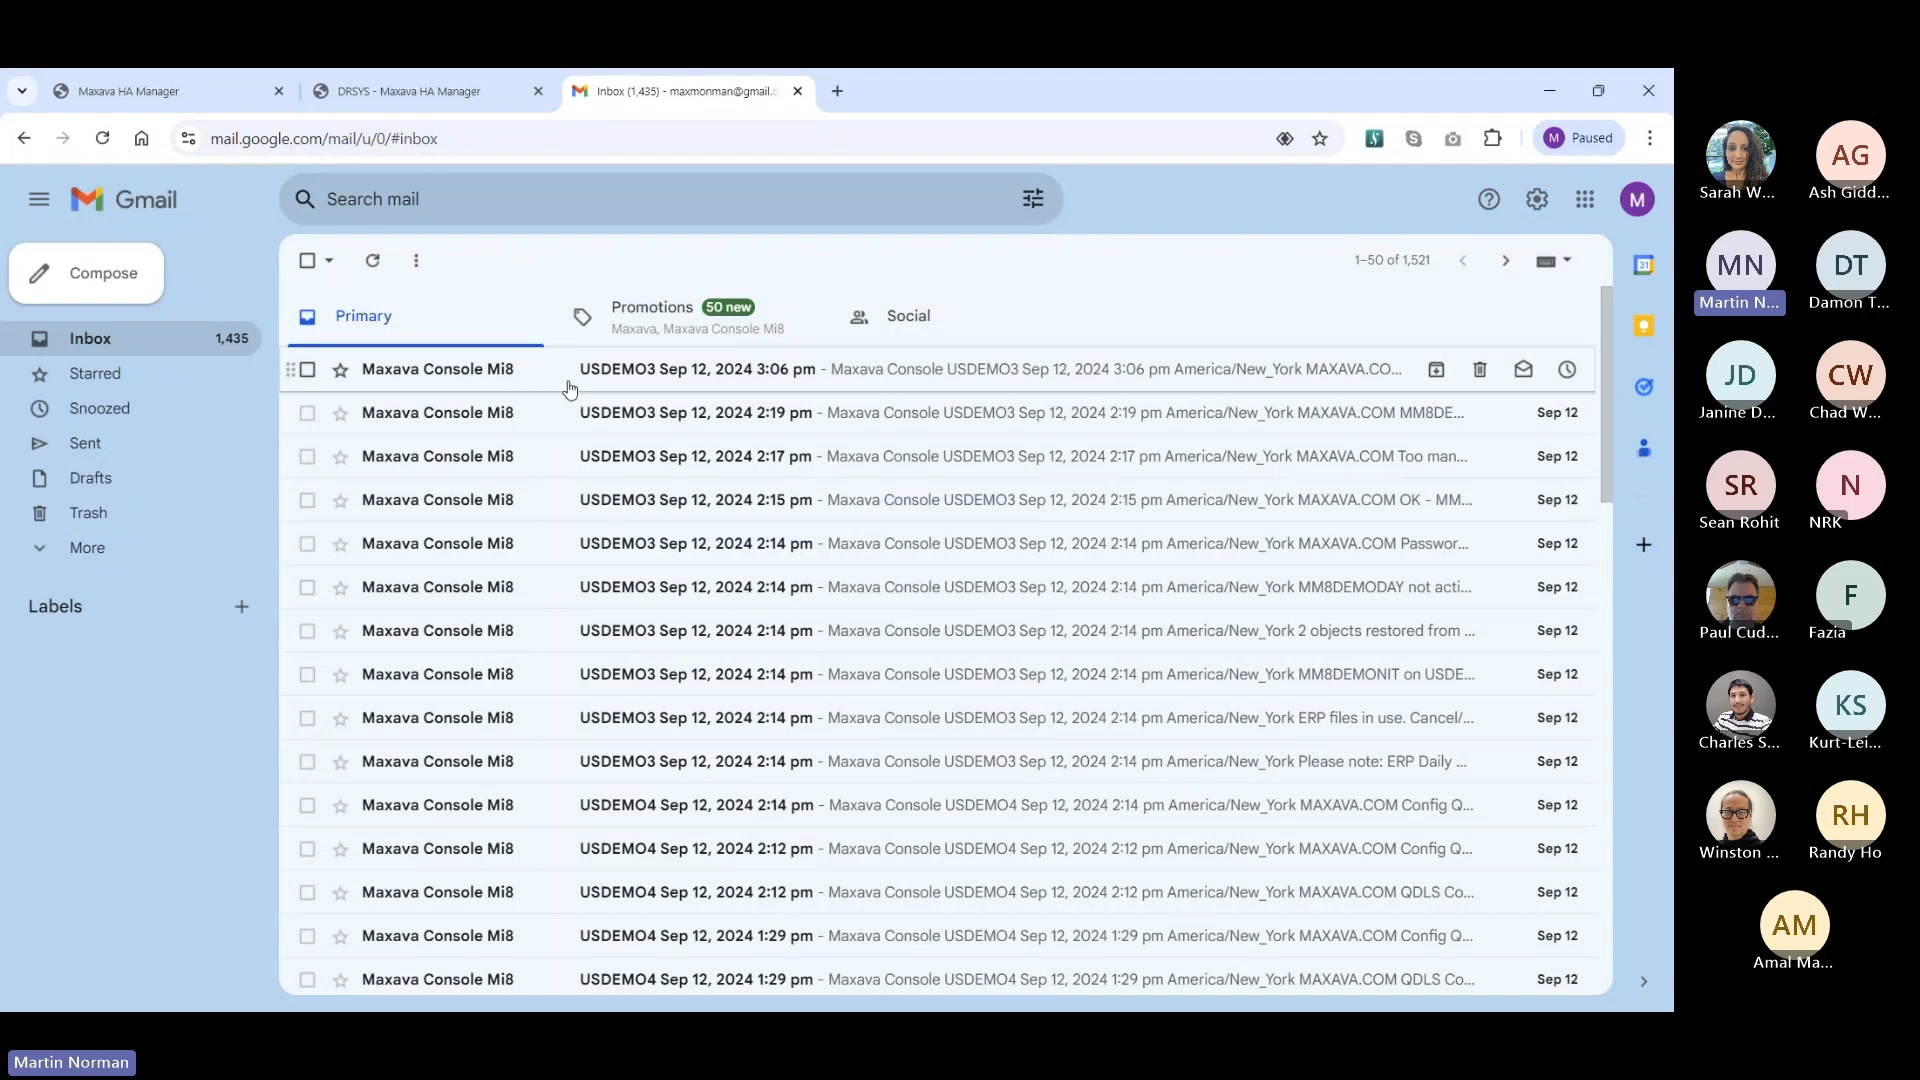 Maxava HA Manager
DRSYS - Maxava HA Manager
Inbox (1,435) - maxmonman@gmail.c
mail.google.com/mail/u/0/#inbox
M Paused
Gmail
Search mail
M
Compose
1–50 of 1,521
31
Primary
Promotions 50 new
Maxava, Maxava Console Mi8
Social
Inbox 1,435
Starred
Snoozed
Sent
Drafts
Trash
More
Labels
Maxava Console Mi8 USDEMO3 Sep 12, 2024 3:06 pm - Maxava Console USDEMO3 Sep 12, 2024 3:06 pm America/New_York MAXAVA.CO...
Maxava Console Mi8 USDEMO3 Sep 12, 2024 2:19 pm - Maxava Console USDEMO3 Sep 12, 2024 2:19 pm America/New_York MAXAVA.COM MM8DE... Sep 12
Maxava Console Mi8 USDEMO3 Sep 12, 2024 2:17 pm - Maxava Console USDEMO3 Sep 12, 2024 2:17 pm America/New_York MAXAVA.COM Too man... Sep 12
Maxava Console Mi8 USDEMO3 Sep 12, 2024 2:15 pm - Maxava Console USDEMO3 Sep 12, 2024 2:15 pm America/New_York MAXAVA.COM OK - MM... Sep 12
Maxava Console Mi8 USDEMO3 Sep 12, 2024 2:14 pm - Maxava Console USDEMO3 Sep 12, 2024 2:14 pm America/New_York MAXAVA.COM Passwor... Sep 12
Maxava Console Mi8 USDEMO3 Sep 12, 2024 2:14 pm - Maxava Console USDEMO3 Sep 12, 2024 2:14 pm America/New_York MM8DEMODAY not acti... Sep 12
Maxava Console Mi8 USDEMO3 Sep 12, 2024 2:14 pm - Maxava Console USDEMO3 Sep 12, 2024 2:14 pm America/New_York 2 objects restored from ... Sep 12
Maxava Console Mi8 USDEMO3 Sep 12, 2024 2:14 pm - Maxava Console USDEMO3 Sep 12, 2024 2:14 pm America/New_York MM8DEMONIT on USDE... Sep 12
Maxava Console Mi8 USDEMO3 Sep 12, 2024 2:14 pm - Maxava Console USDEMO3 Sep 12, 2024 2:14 pm America/New_York ERP files in use. Cancel/... Sep 12
Maxava Console Mi8 USDEMO3 Sep 12, 2024 2:14 pm - Maxava Console USDEMO3 Sep 12, 2024 2:14 pm America/New_York Please note: ERP Daily ... Sep 12
Maxava Console Mi8 USDEMO4 Sep 12, 2024 2:14 pm - Maxava Console USDEMO4 Sep 12, 2024 2:14 pm America/New_York MAXAVA.COM Config Q... Sep 12
Maxava Console Mi8 USDEMO4 Sep 12, 2024 2:12 pm - Maxava Console USDEMO4 Sep 12, 2024 2:12 pm America/New_York MAXAVA.COM Config Q... Sep 12
Maxava Console Mi8 USDEMO4 Sep 12, 2024 2:12 pm - Maxava Console USDEMO4 Sep 12, 2024 2:12 pm America/New_York MAXAVA.COM QDLS Co... Sep 12
Maxava Console Mi8 USDEMO4 Sep 12, 2024 1:29 pm - Maxava Console USDEMO4 Sep 12, 2024 1:29 pm America/New_York MAXAVA.COM Config Q... Sep 12
Maxava Console Mi8 USDEMO4 Sep 12, 2024 1:29 pm - Maxava Console USDEMO4 Sep 12, 2024 1:29 pm America/New_York MAXAVA.COM QDLS Co... Sep 12
AG
Sarah W... Ash Gidd...
MN DT
Martin N... Damon T...
JD CW
Janine D... Chad W...
SR N
Sean Rohit NRK
F
Paul Cud... Fazia
KS
Charles S... Kurt-Lei...
RH
Winston ... Randy Ho
AM
Amal Ma...
Martin Norman